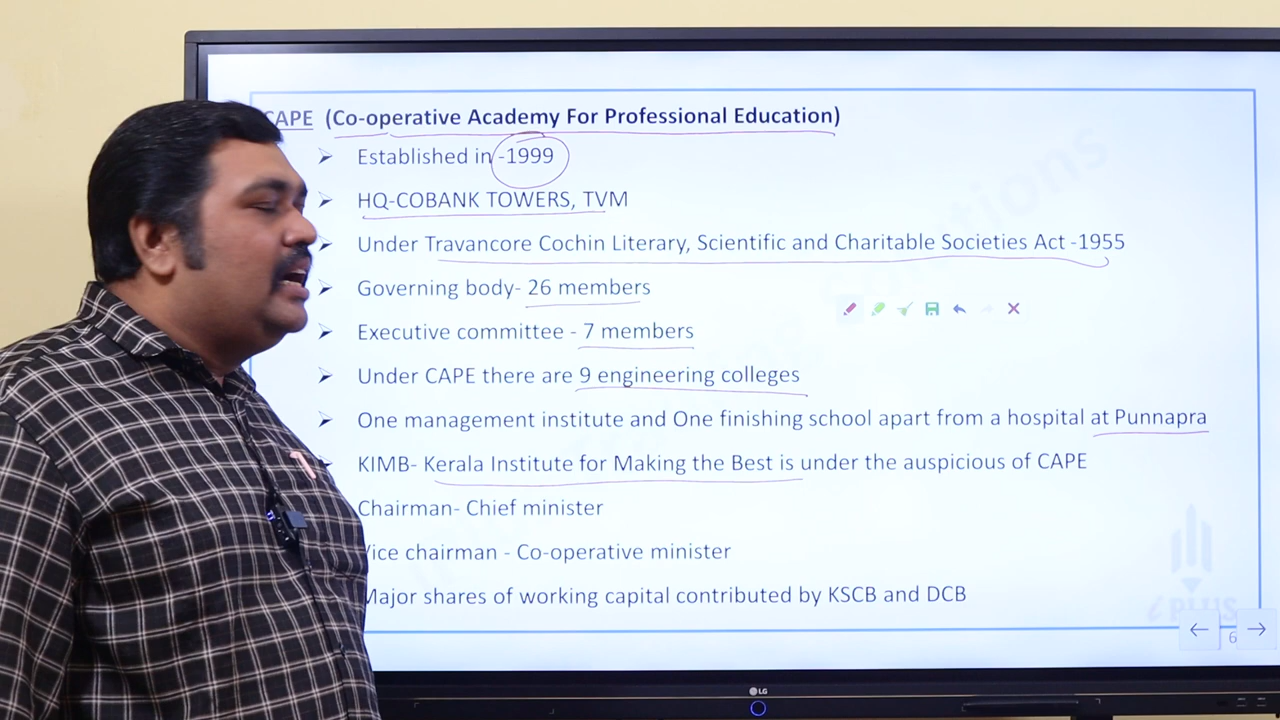 CAPE (Co-operative Academy For Professional Education)
Established in -1999
HQ-COBANK TOWERS, TVM
Under Travancore Cochin Literary, Scientific and Charitable Societies Act -1955
Governing body- 26 members
Executive committee - 7 members
Under CAPE there are 9 engineering colleges
One management institute and One finishing school apart from a hospital at Punnapra
KIMB- Kerala Institute for Making the Best is under the auspicious of CAPE
Chairman- Chief minister
Vice chairman - Co-operative minister
Major shares of working capital contributed by KSCB and DCB
iPLUS
6
LG